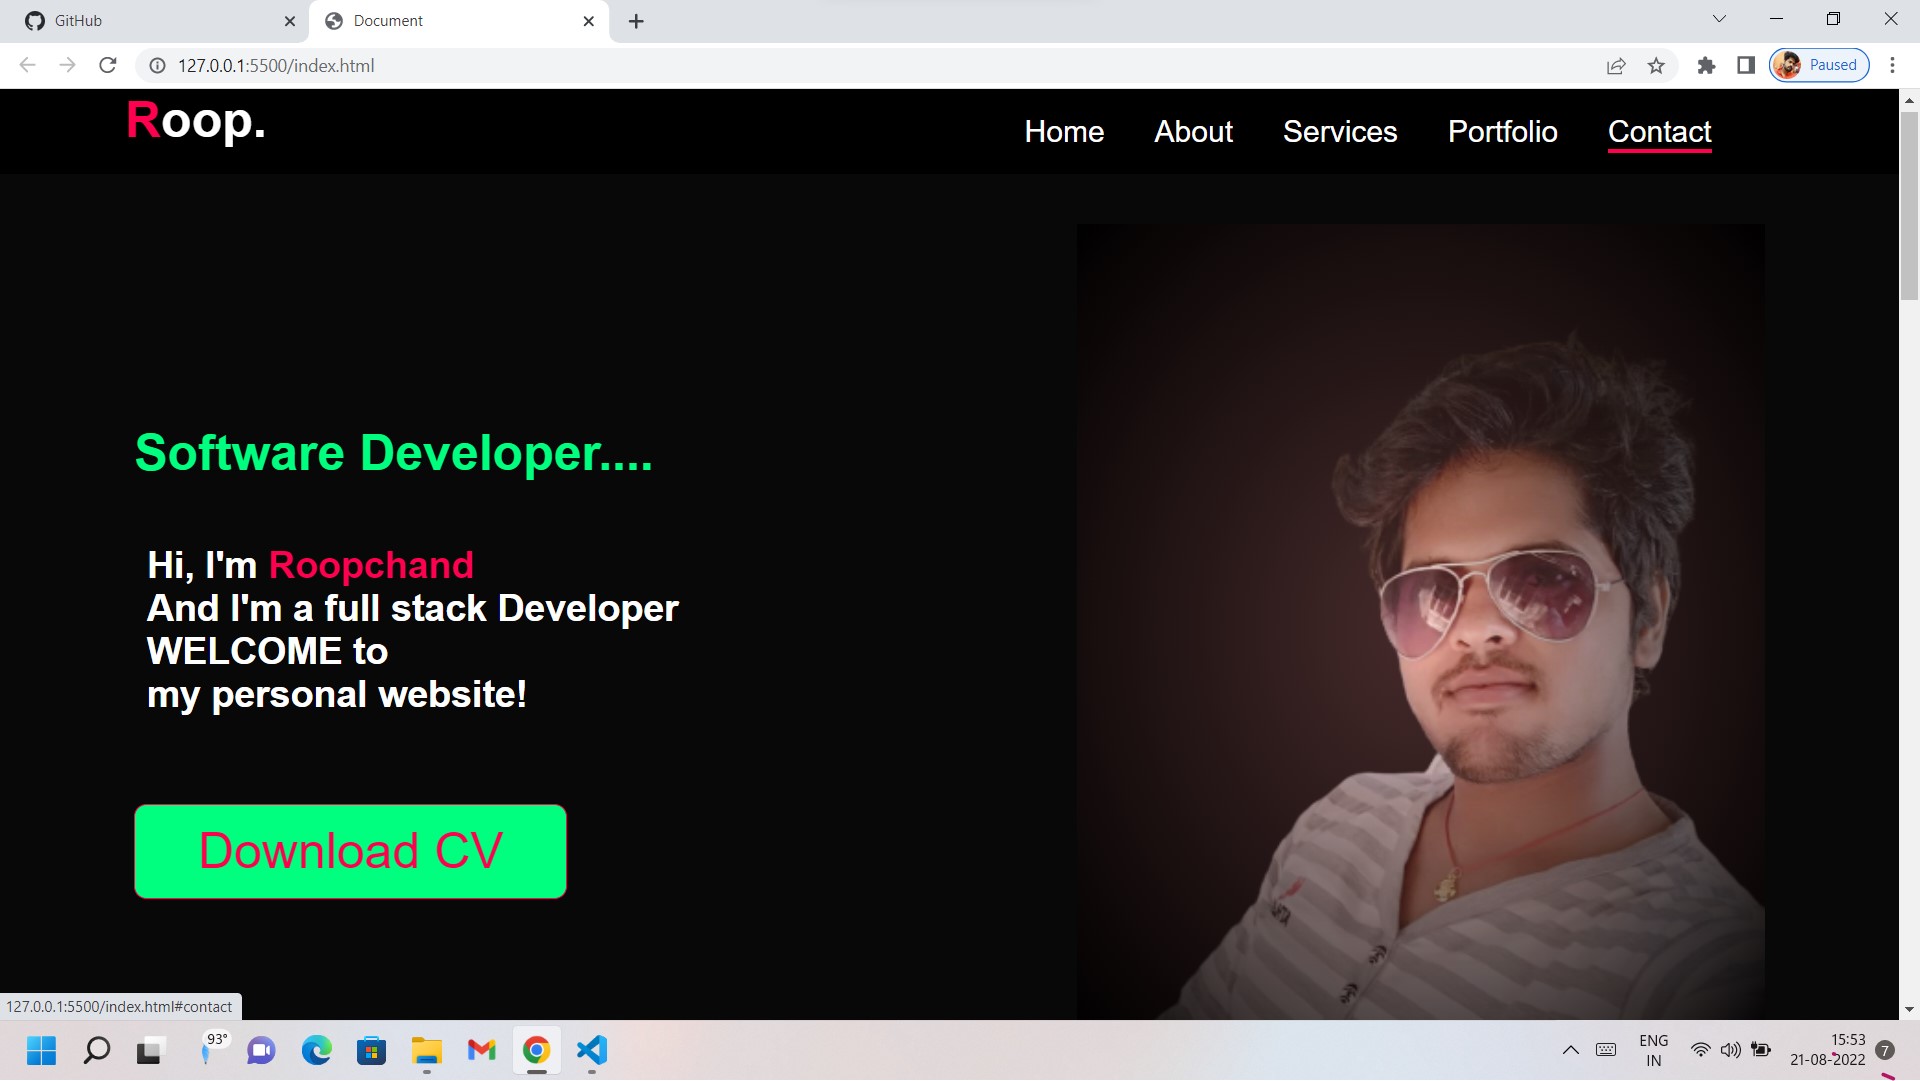 GitHub
Document
127.0.0.1:5500/index.html
Paused
Roop.
Home About Services Portfolio Contact
Software Developer....
Hi, I'm Roopchand
And I'm a full stack Developer
WELCOME to
my personal website!
Download CV
127.0.0.1:5500/index.html#contact
93°
ENG
IN
15:53
21-08-2022
7